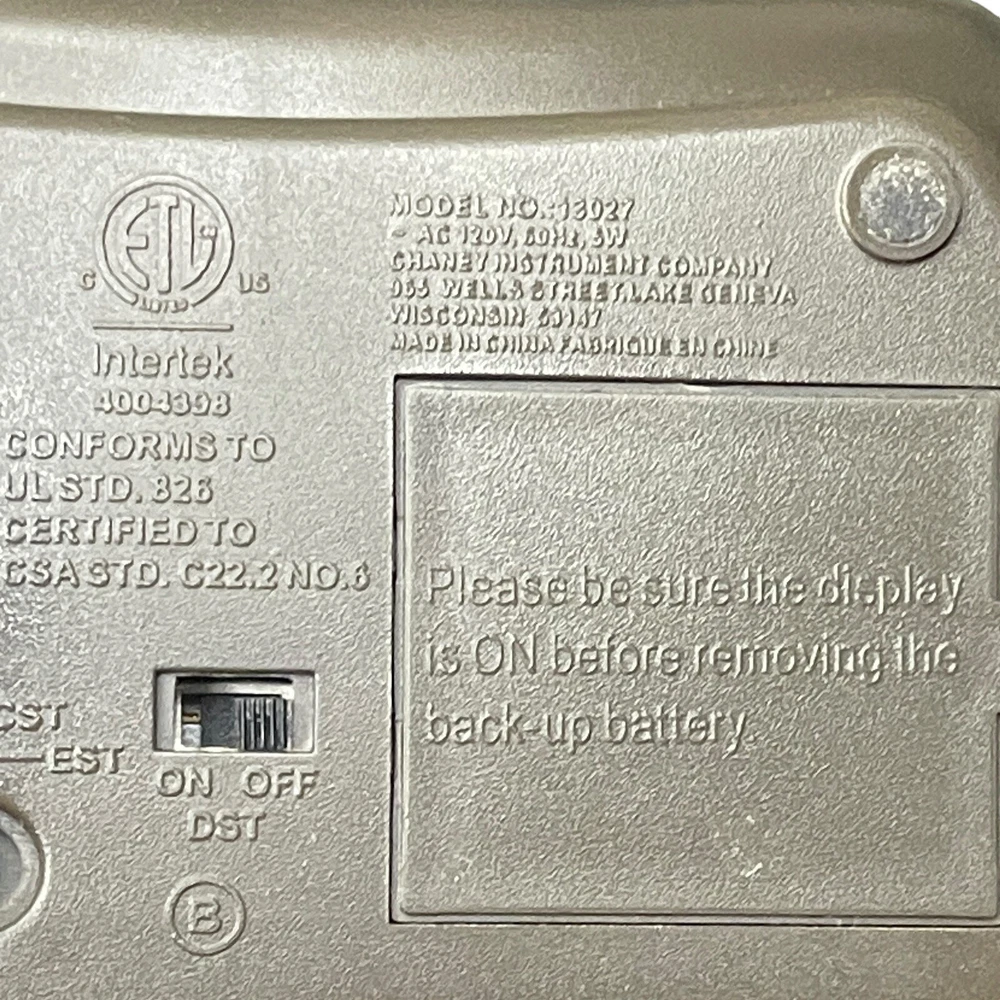 ETL
LISTED
C US
Intertek
4004398
CONFORMS TO
UL STD. 826
CERTIFIED TO
CSA STD. C22.2 NO.6
MODEL NO.:13027
~ AC 120V, 60Hz, 5W
CHANEY INSTRUMENT COMPANY
965 WELLS STREET,LAKE GENEVA
WISCONSIN 53147
MADE IN CHINA FABRIQUE EN CHINE
Please be sure the display
is ON before removing the
back-up battery.
CST
EST
ON OFF
DST
B